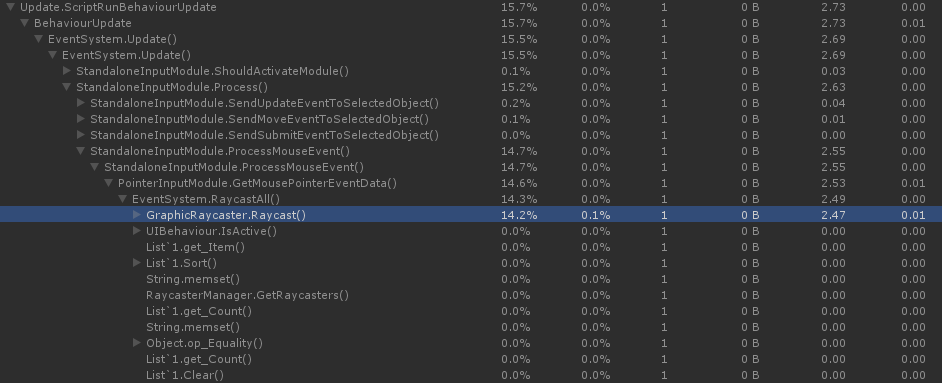 Update.ScriptRunBehaviourUpdate 15.7% 0.0% 1 0 B 2.73 0.00
BehaviourUpdate 15.7% 0.0% 1 0 B 2.73 0.01
EventSystem.Update() 15.5% 0.0% 1 0 B 2.69 0.00
EventSystem.Update() 15.5% 0.0% 1 0 B 2.69 0.00
StandaloneInputModule.ShouldActivateModule() 0.1% 0.0% 1 0 B 0.03 0.00
StandaloneInputModule.Process() 15.2% 0.0% 1 0 B 2.63 0.00
StandaloneInputModule.SendUpdateEventToSelectedObject() 0.2% 0.0% 1 0 B 0.04 0.00
StandaloneInputModule.SendMoveEventToSelectedObject() 0.1% 0.0% 1 0 B 0.01 0.00
StandaloneInputModule.SendSubmitEventToSelectedObject() 0.0% 0.0% 1 0 B 0.00 0.00
StandaloneInputModule.ProcessMouseEvent() 14.7% 0.0% 1 0 B 2.55 0.00
StandaloneInputModule.ProcessMouseEvent() 14.7% 0.0% 1 0 B 2.55 0.00
PointerInputModule.GetMousePointerEventData() 14.6% 0.0% 1 0 B 2.53 0.01
EventSystem.RaycastAll() 14.3% 0.0% 1 0 B 2.49 0.00
GraphicRaycaster.Raycast() 14.2% 0.1% 1 0 B 2.47 0.01
UIBehaviour.IsActive() 0.0% 0.0% 1 0 B 0.00 0.00
List`1.get_Item() 0.0% 0.0% 1 0 B 0.00 0.00
List`1.Sort() 0.0% 0.0% 1 0 B 0.00 0.00
String.memset() 0.0% 0.0% 1 0 B 0.00 0.00
RaycasterManager.GetRaycasters() 0.0% 0.0% 1 0 B 0.00 0.00
List`1.get_Count() 0.0% 0.0% 1 0 B 0.00 0.00
String.memset() 0.0% 0.0% 1 0 B 0.00 0.00
Object.op_Equality() 0.0% 0.0% 1 0 B 0.00 0.00
List`1.get_Count() 0.0% 0.0% 1 0 B 0.00 0.00
List`1.Clear() 0.0% 0.0% 1 0 B 0.00 0.00